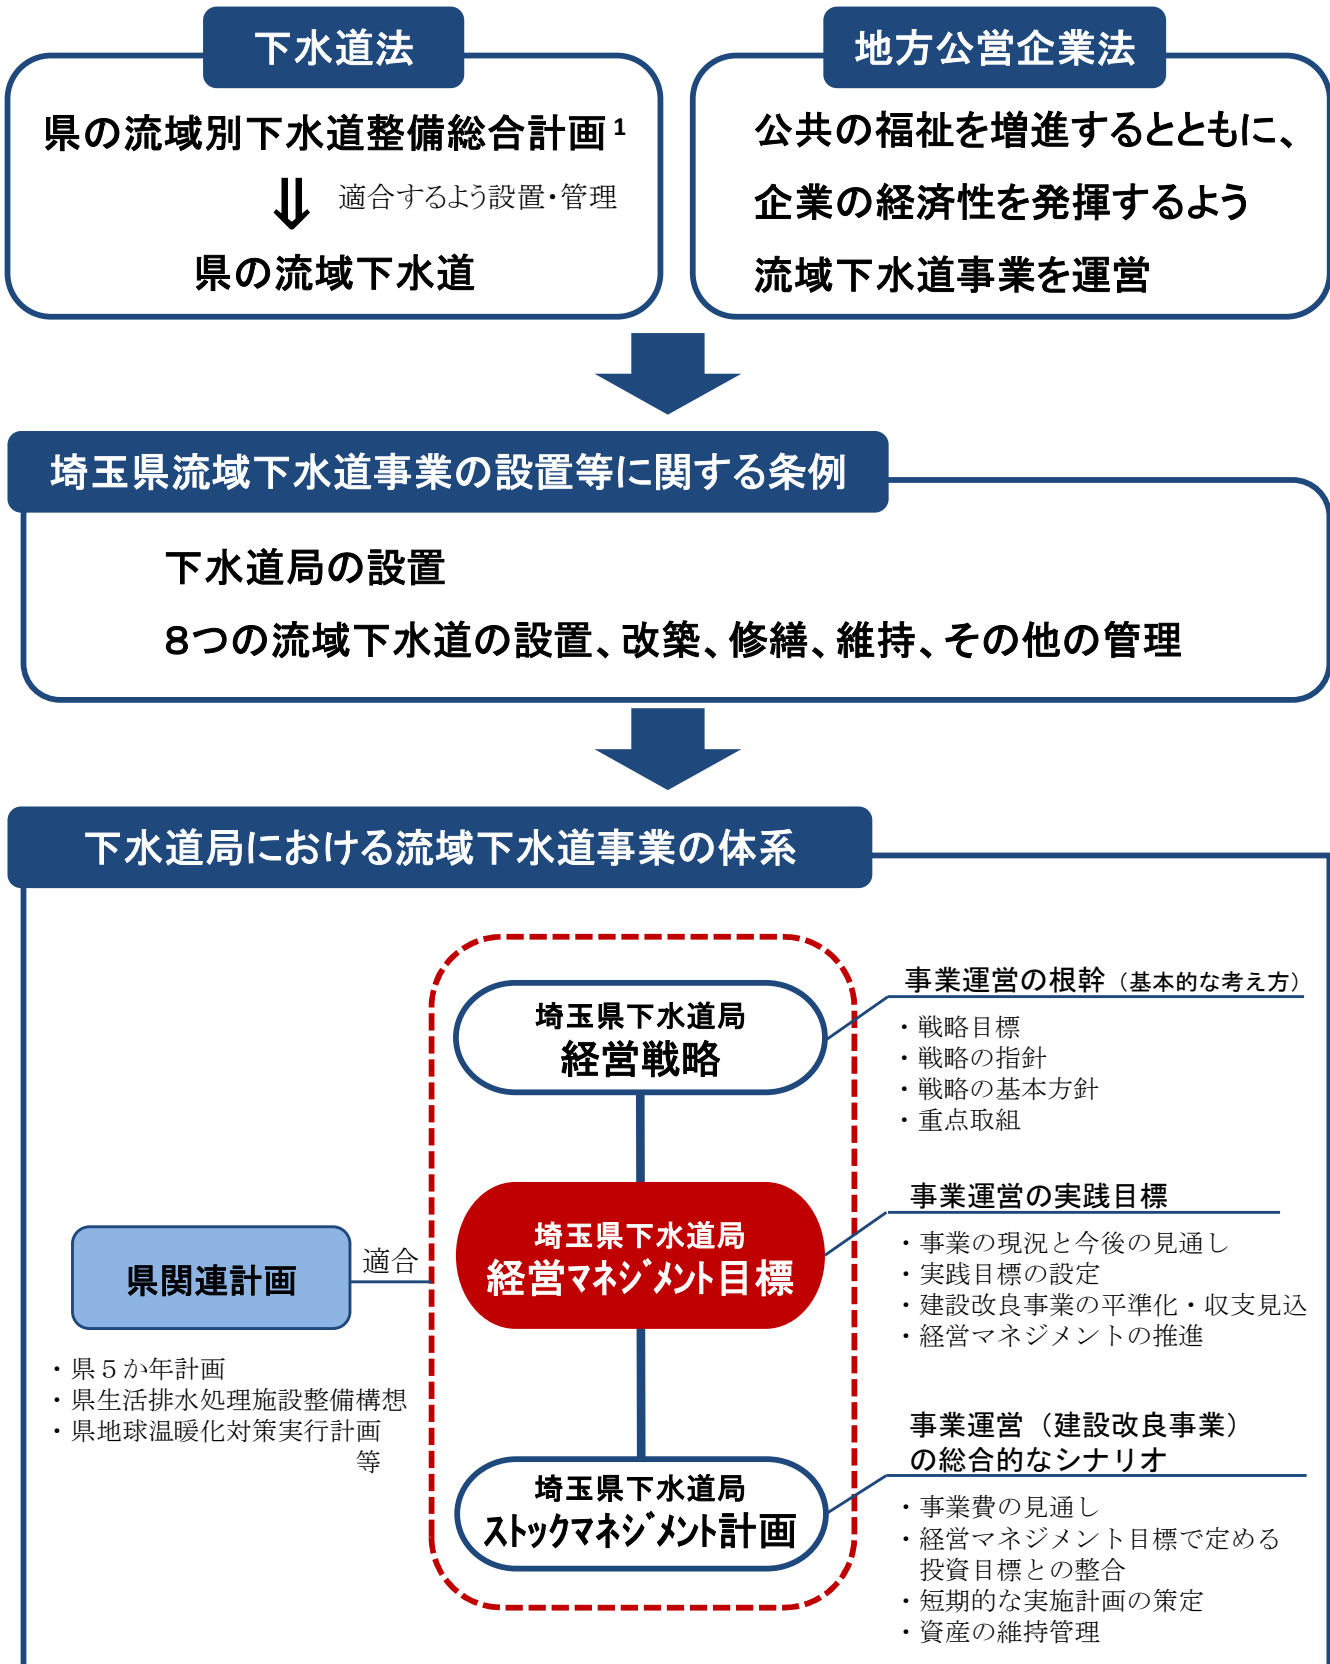 下水道法
県の流域別下水道整備総合計画1
⇓ 適合するよう設置・管理
県の流域下水道
地方公営企業法
公共の福祉を増進するとともに、
企業の経済性を発揮するよう
流域下水道事業を運営
埼玉県流域下水道事業の設置等に関する条例
下水道局の設置
8つの流域下水道の設置、改築、修繕、維持、その他の管理
下水道局における流域下水道事業の体系
埼玉県下水道局
経営戦略
事業運営の根幹（基本的な考え方）
・戦略目標
・戦略の指針
・戦略の基本方針
・重点取組
県関連計画
適合
・県５か年計画
・県生活排水処理施設整備構想
・県地球温暖化対策実行計画
等
埼玉県下水道局
経営マネジメント目標
事業運営の実践目標
・事業の現況と今後の見通し
・実践目標の設定
・建設改良事業の平準化・収支見込
・経営マネジメントの推進
埼玉県下水道局
ストックマネジメント計画
事業運営（建設改良事業）
の総合的なシナリオ
・事業費の見通し
・経営マネジメント目標で定める
投資目標との整合
・短期的な実施計画の策定
・資産の維持管理